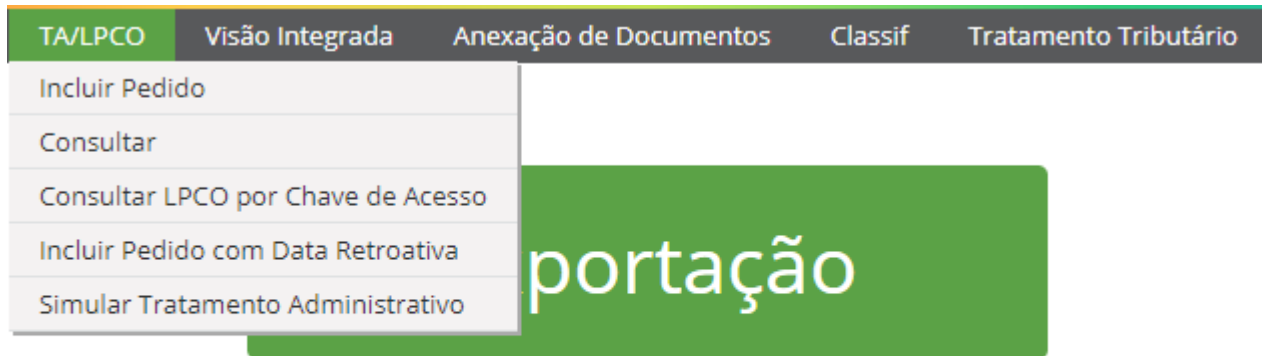 TA/LPCO Visão Integrada Anexação de Documentos Classif Tratamento Tributário
Incluir Pedido
Consultar
Consultar LPCO por Chave de Acesso
Incluir Pedido com Data Retroativa
Simular Tratamento Administrativo
portação